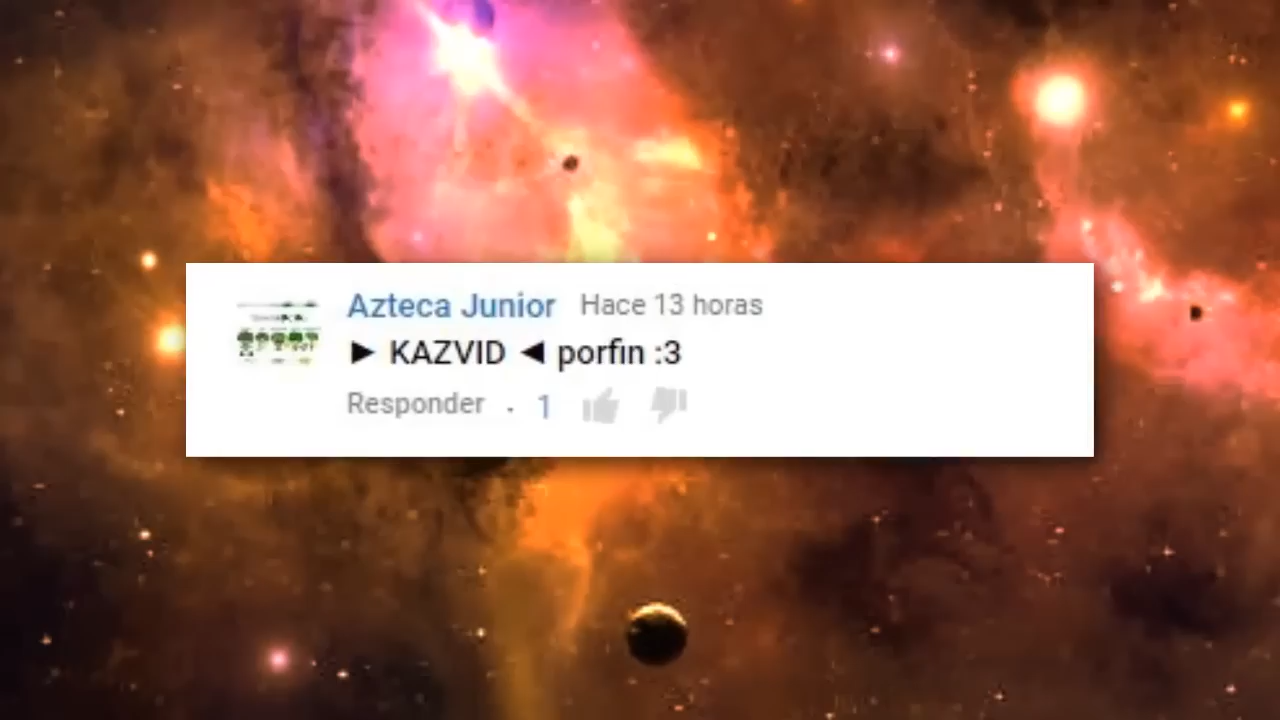 Azteca Junior Hace 13 horas
► KAZVID ◄ porfin :3
Responder . 1